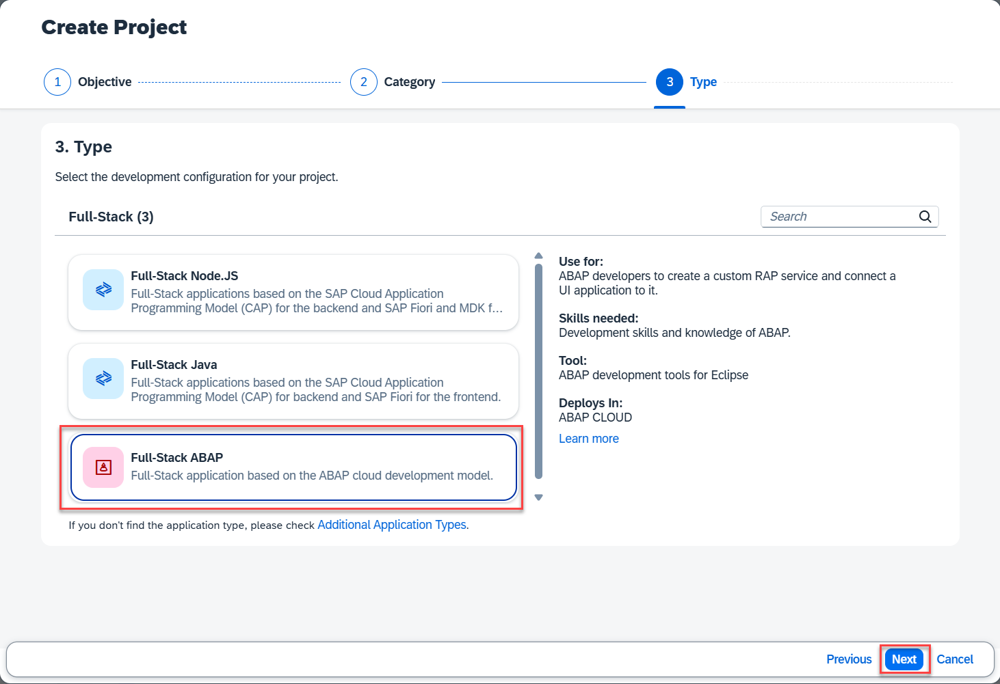 Create Project
1 Objective
2 Category
3 Type
3. Type
Select the development configuration for your project.
Full-Stack (3)
Search
Full-Stack Node.JS
Full-Stack applications based on the SAP Cloud Application
Programming Model (CAP) for the backend and SAP Fiori and MDK f...
Full-Stack Java
Full-Stack applications based on the SAP Cloud Application
Programming Model (CAP) for backend and SAP Fiori for the frontend.
Full-Stack ABAP
Full-Stack application based on the ABAP cloud development model.
If you don't find the application type, please check Additional Application Types.
Use for:
ABAP developers to create a custom RAP service and connect a
UI application to it.
Skills needed:
Development skills and knowledge of ABAP.
Tool:
ABAP development tools for Eclipse
Deploys In:
ABAP CLOUD
Learn more
Previous
Next
Cancel